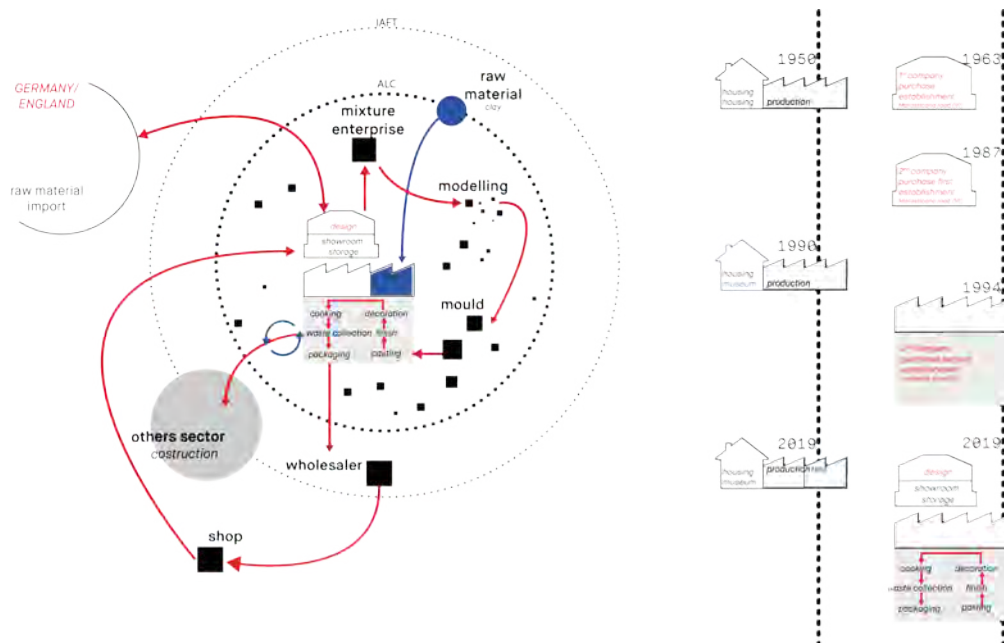 IAFT
ALC
GERMANY/
ENGLAND
raw material
import
raw
material
clay
mixture
enterprise
modelling
design
showroom
storage
mould
cooking
decoration
waste collection
finish
packaging
others sector
costruction
wholesaler
shop
1950
housing
housing
production
1990
housing
museum
production
2019
housing
museum
production
1963
1st company
purchase
establishment
1987
2nd company
purchase first
establishment
1994
2019
design
showroom
storage
cooking
decoration
waste collection
finish
packaging